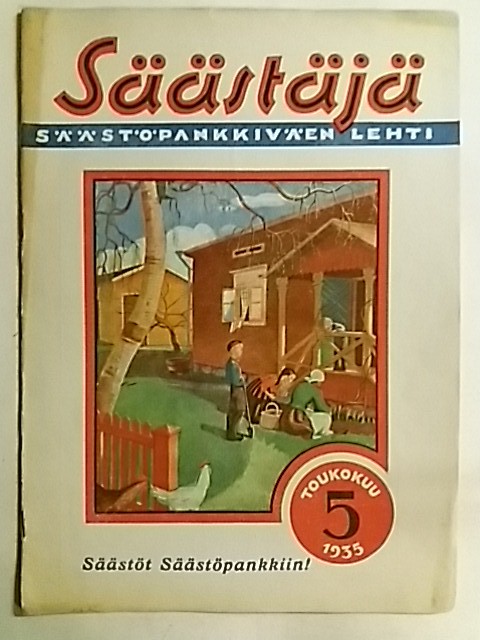 Säästäjä
SÄÄSTÖPANKKIVÄEN LEHTI
TOUKOKUU
5
1935
Säästöt Säästöpankkiin!